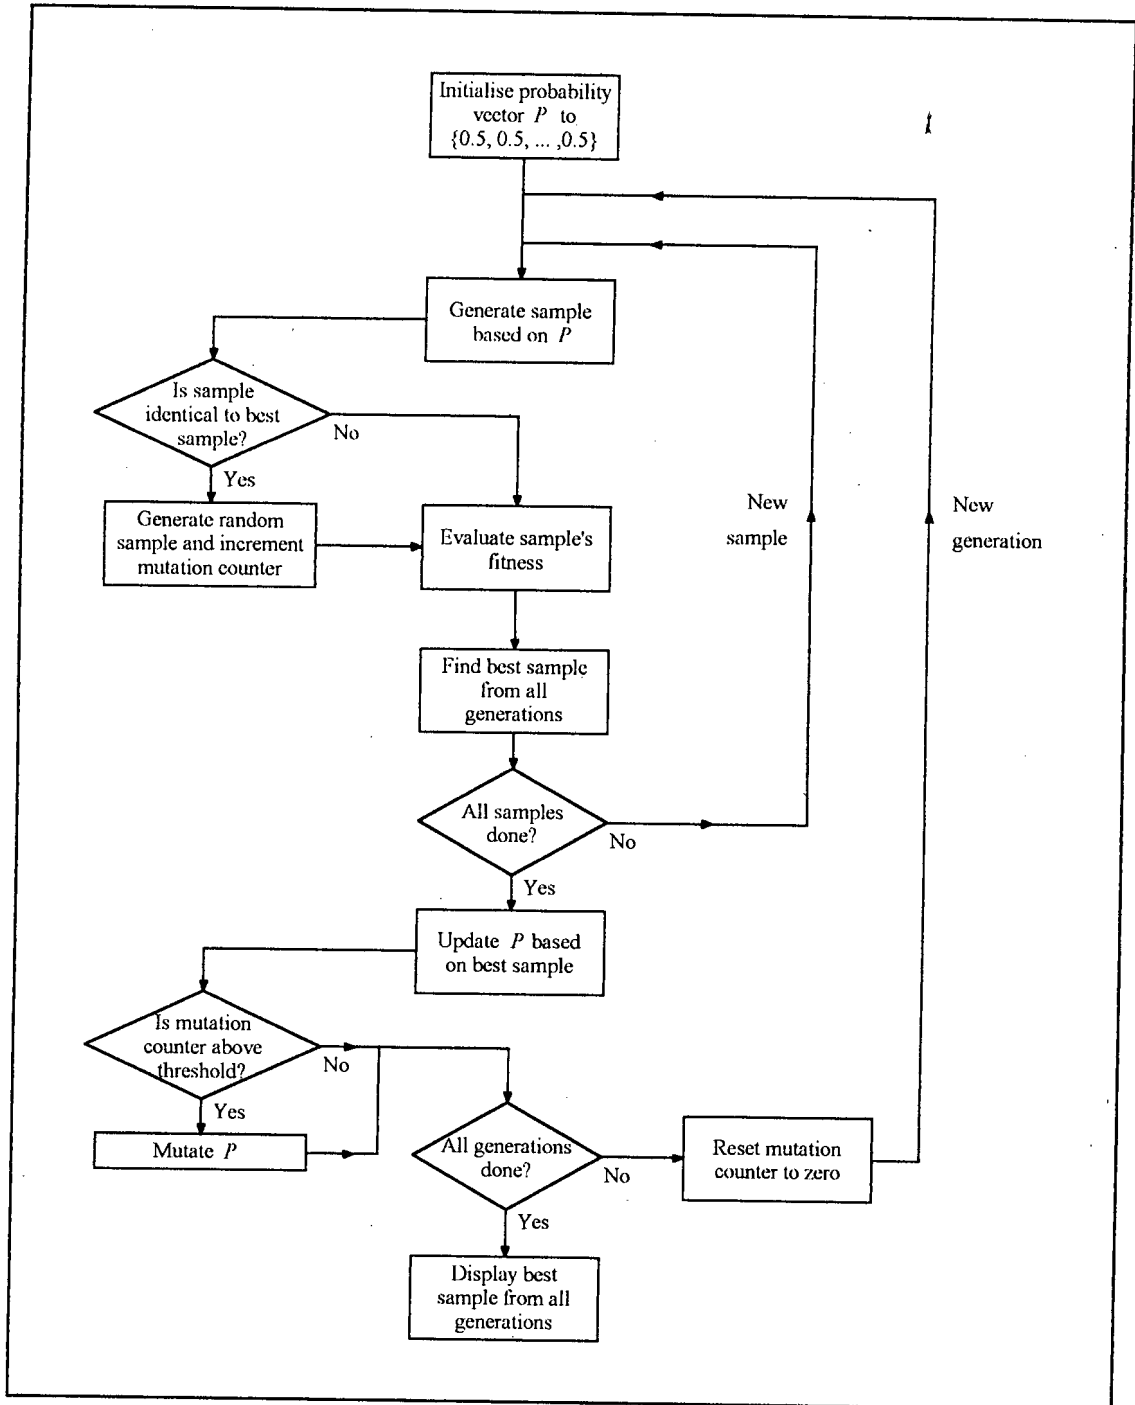 Initialise probability
vector P to
{0.5, 0.5, ... ,0.5}
Generate sample
based on P
Is sample
identical to best
sample?
No
Yes
Generate random
sample and increment
mutation counter
Evaluate sample's
fitness
New
sample
New
generation
Find best sample
from all
generations
All samples
done?
No
Yes
Update P based
on best sample
Is mutation
counter above
threshold?
No
Yes
Mutate P
All generations
done?
No
Reset mutation
counter to zero
Yes
Display best
sample from all
generations